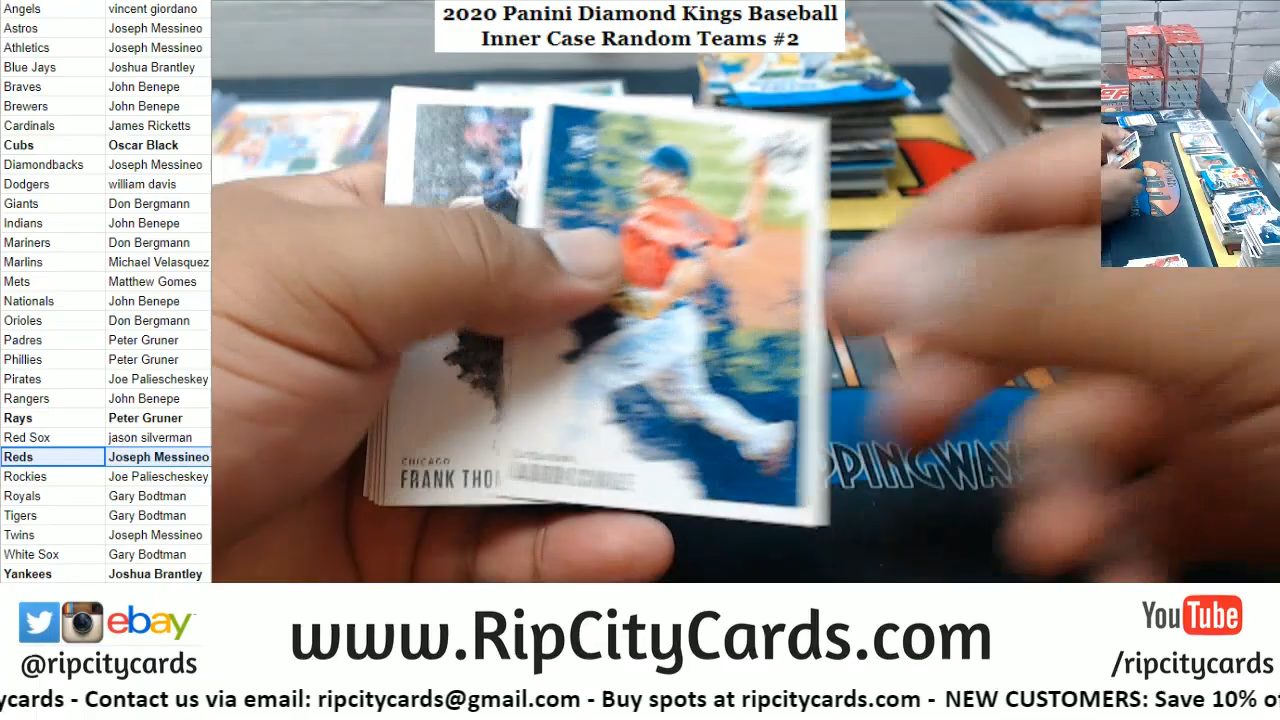 2020 Panini Diamond Kings Baseball
Inner Case Random Teams #2
Angels vincent giordano
Astros Joseph Messineo
Athletics Joseph Messineo
Blue Jays Joshua Brantley
Braves John Benepe
Brewers John Benepe
Cardinals James Ricketts
Cubs Oscar Black
Diamondbacks Joseph Messineo
Dodgers william davis
Giants Don Bergmann
Indians John Benepe
Mariners Don Bergmann
Marlins Michael Velasquez
Mets Matthew Gomes
Nationals John Benepe
Orioles Don Bergmann
Padres Peter Gruner
Phillies Peter Gruner
Pirates Joe Paliescheskey
Rangers John Benepe
Rays Peter Gruner
Red Sox jason silverman
Reds Joseph Messineo
Rockies Joe Paliescheskey
Royals Gary Bodtman
Tigers Gary Bodtman
Twins Joseph Messineo
White Sox Gary Bodtman
Yankees Joshua Brantley
CHICAGO
FRANK THO
PPINGWAX
ebay
@ripcitycards
www.RipCityCards.com
YouTube
/ripcitycards
ycards - Contact us via email: ripcitycards@gmail.com - Buy spots at ripcitycards.com - NEW CUSTOMERS: Save 10% of